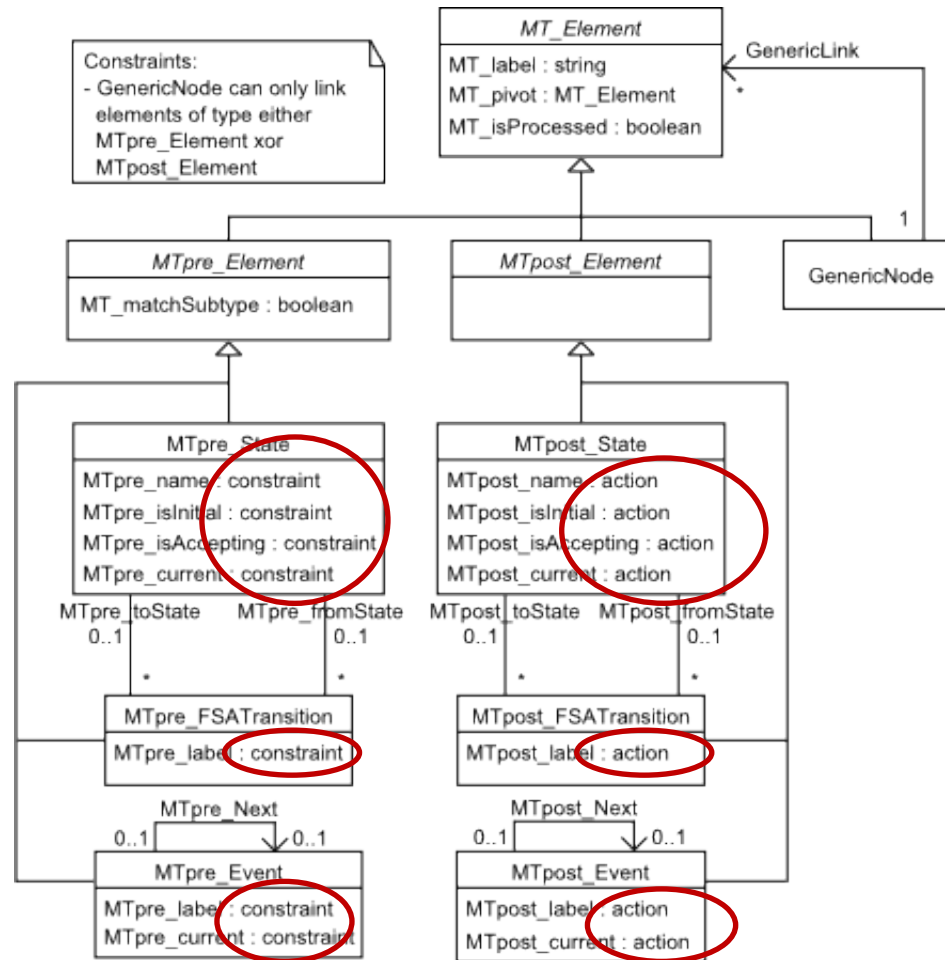 MT_Element
MT_label : string
MT_pivot : MT_Element
MT_isProcessed : boolean
GenericLink
*
1
Constraints:
- GenericNode can only link
elements of type either
MTpre_Element xor
MTpost_Element
MTpre_Element
MT_matchSubtype : boolean
MTpost_Element
GenericNode
MTpre_State
MTpre_name : constraint
MTpre_isInitial : constraint
MTpre_isAccepting : constraint
MTpre_current : constraint
MTpost_State
MTpost_name : action
MTpost_isInitial : action
MTpost_isAccepting : action
MTpost_current : action
MTpre_toState
0..1
*
MTpre_fromState
0..1
*
MTpost_toState
0..1
*
MTpost_fromState
0..1
*
MTpre_FSATransition
MTpre_label : constraint
MTpost_FSATransition
MTpost_label : action
MTpre_Next
0..1
0..1
MTpost_Next
0..1
0..1
MTpre_Event
MTpre_label : constraint
MTpre_current : constraint
MTpost_Event
MTpost_label : action
MTpost_current : action